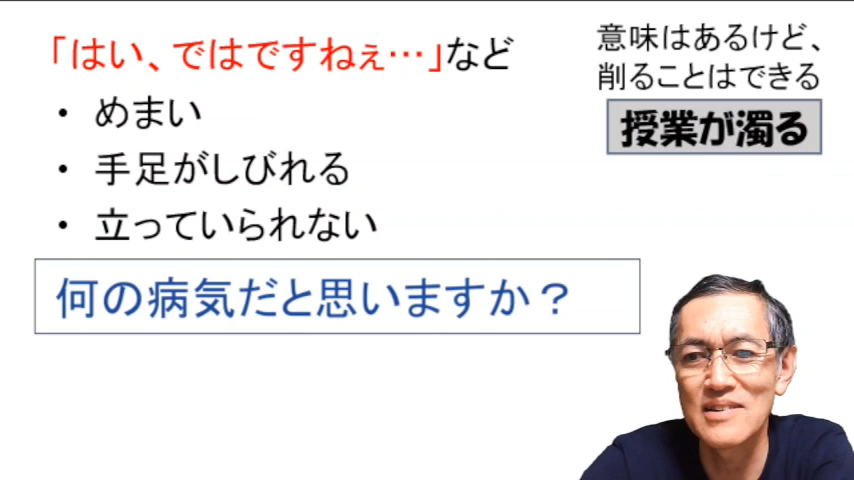 「はい、ではですねぇ…」など
・ めまい
・ 手足がしびれる
・ 立っていられない
何の病気だと思いますか？
意味はあるけど、
削ることはできる
授業が濁る